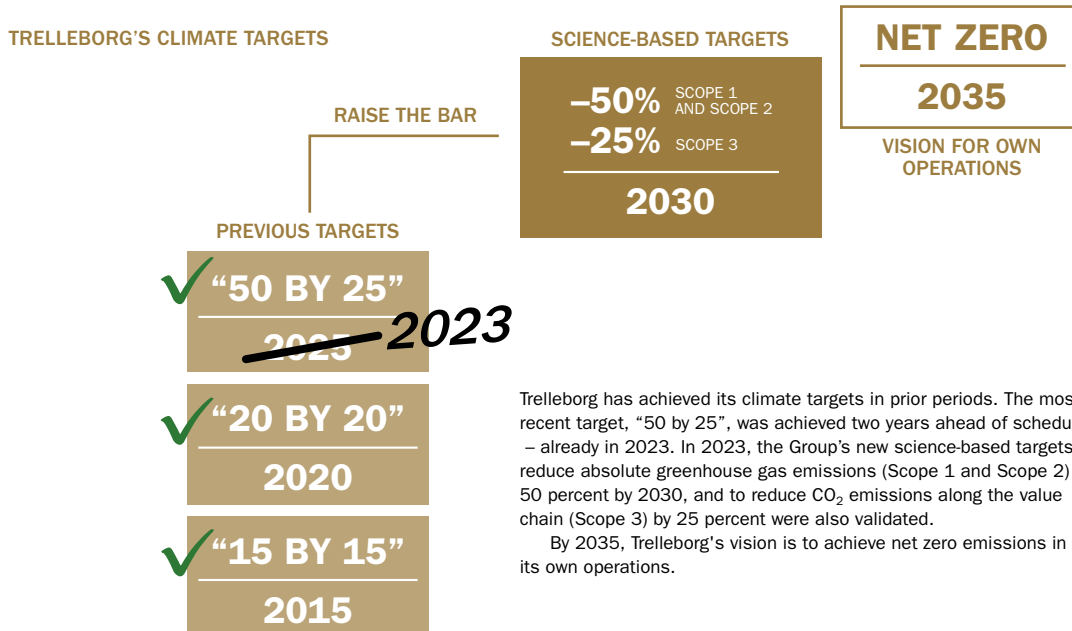 TRELLEBORG'S CLIMATE TARGETS
SCIENCE-BASED TARGETS
–50% SCOPE 1
AND SCOPE 2
–25% SCOPE 3
2030
NET ZERO
2035
VISION FOR OWN
OPERATIONS
RAISE THE BAR
PREVIOUS TARGETS
“50 BY 25”
2025 2023
“20 BY 20”
2020
“15 BY 15”
2015
Trelleborg has achieved its climate targets in prior periods. The mos
recent target, “50 by 25”, was achieved two years ahead of schedu
– already in 2023. In 2023, the Group’s new science-based targets
reduce absolute greenhouse gas emissions (Scope 1 and Scope 2)
50 percent by 2030, and to reduce CO₂ emissions along the value
chain (Scope 3) by 25 percent were also validated.
By 2035, Trelleborg's vision is to achieve net zero emissions in
its own operations.